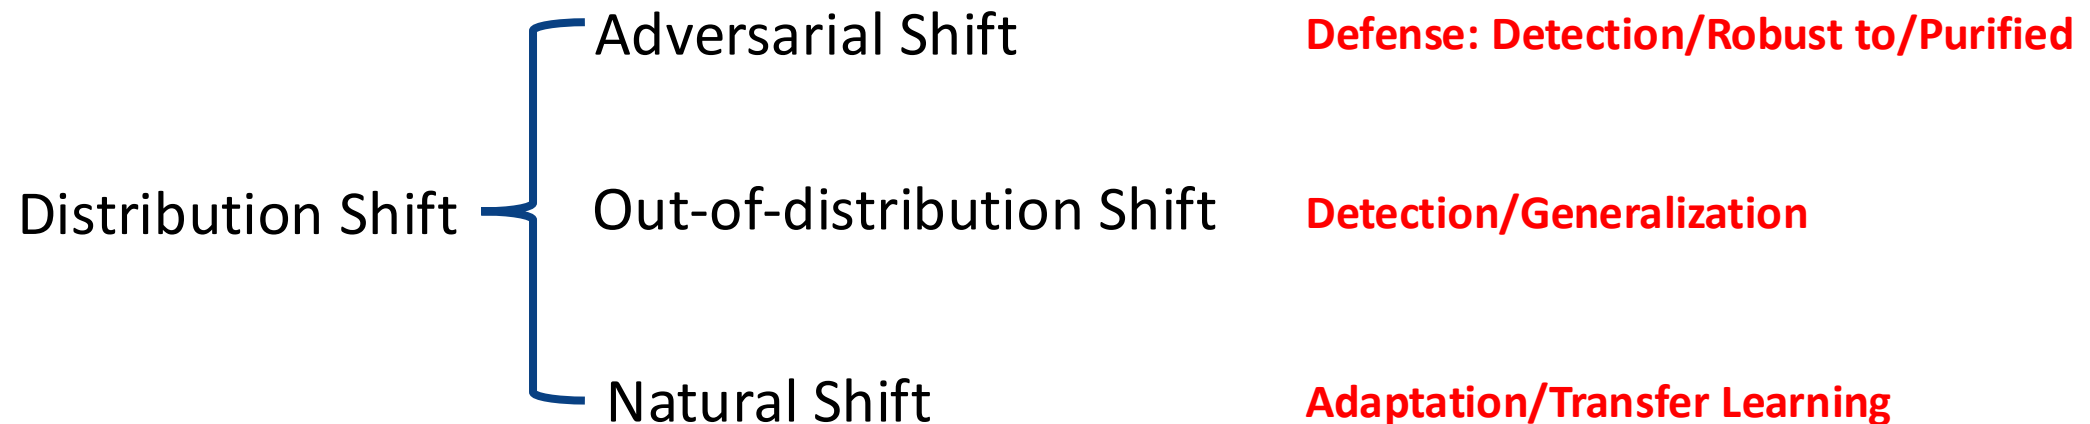 Adversarial Shift
Defense: Detection/Robust to/Purified
Distribution Shift
Out-of-distribution Shift
Detection/Generalization
Natural Shift
Adaptation/Transfer Learning